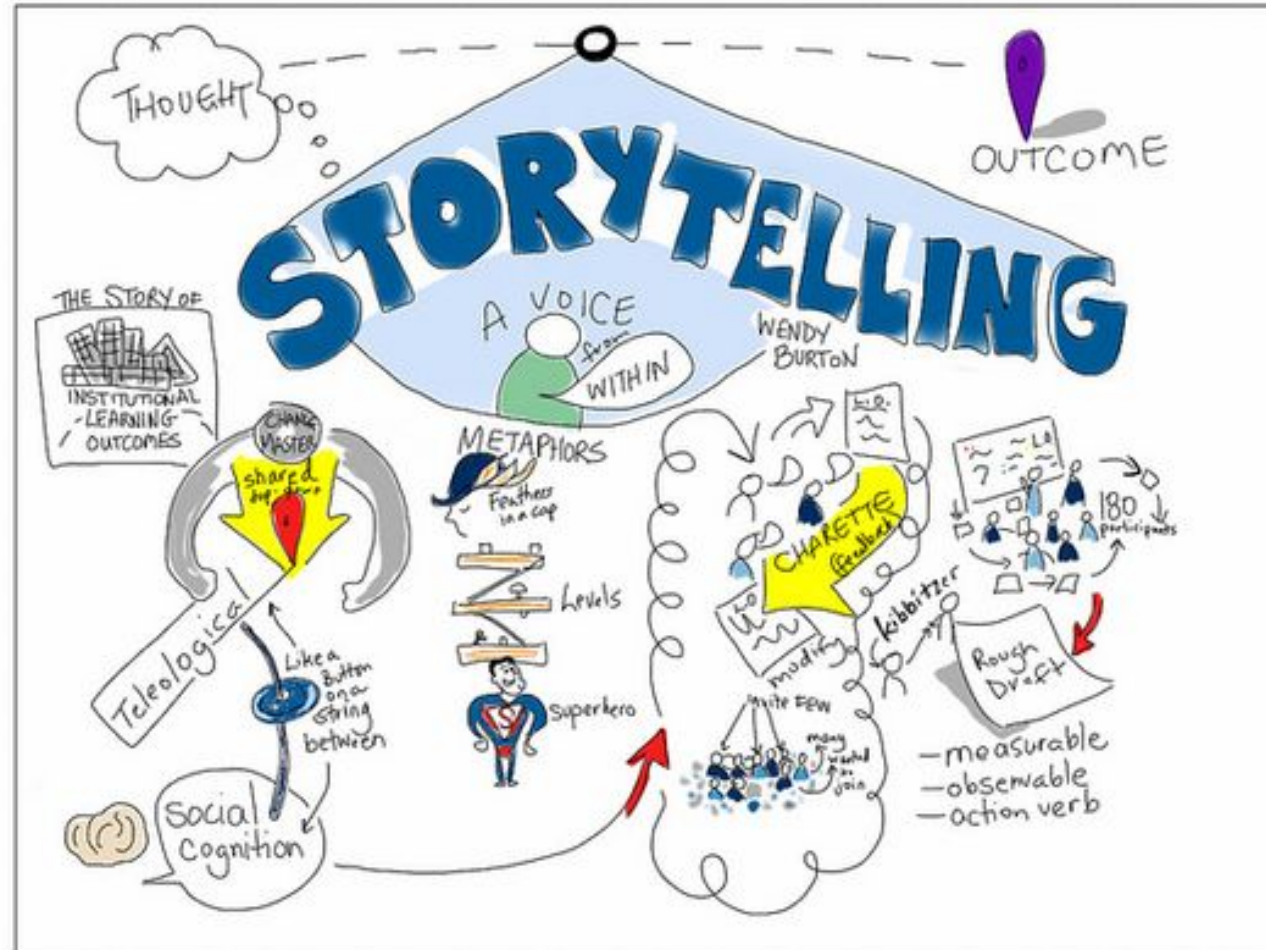 THOUGHT
OUTCOME
STORYTELLING
A VOICE
from
WITHIN
WENDY
BURTON
THE STORY OF
INSTITUTIONAL
-LEARNING-
OUTCOMES
CHANGE
MASTER
shared
Teleological
Like a
Button
on a
string
between
Social
Cognition
METAPHORS
Feathers
in a cap
Levels
S
Superhero
L.O.
CHARETTE
feedback
L.O
modify
kibbitzer
invite FEW
many
wanted
to
join
L.O
?
180
participants
Rough
Draft
-measurable
-observable
-action verb